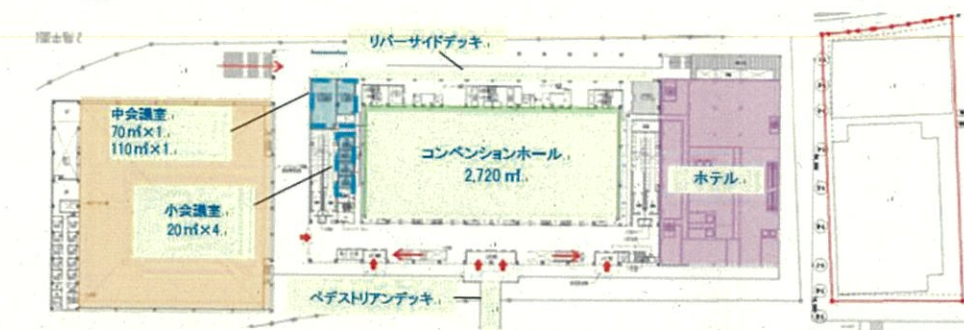 リバーサイドデッキ
中会議室
70㎡×1
110㎡×1
コンベンションホール
2,720 ㎡
ホテル
小会議室
20㎡×4
ペデストリアンデッキ